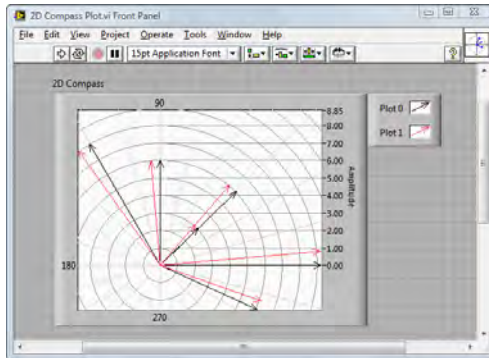 2D Compass Plot.vi Front Panel
File Edit View Project Operate Tools Window Help
15pt Application Font
2D Compass
90
180
270
8.85
8.00
7.00
6.00
5.00
4.00
3.00
2.00
1.00
0.00
Amplitude
Plot 0
Plot 1